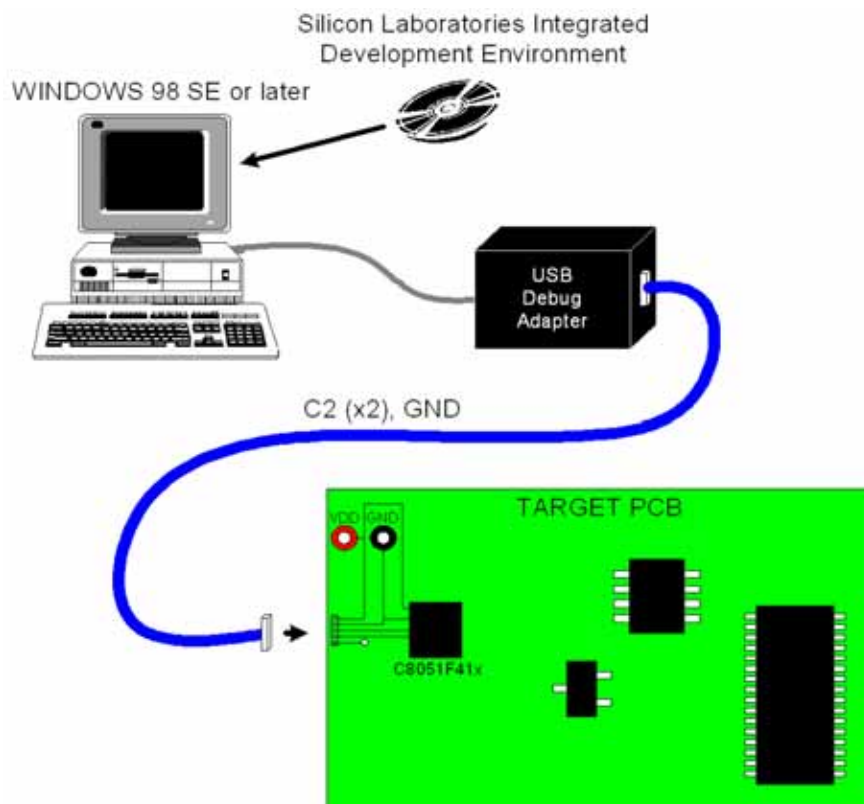 Silicon Laboratories Integrated
Development Environment
WINDOWS 98 SE or later
USB
Debug
Adapter
C2 (x2), GND
TARGET PCB
VDD GND
C8051F41x